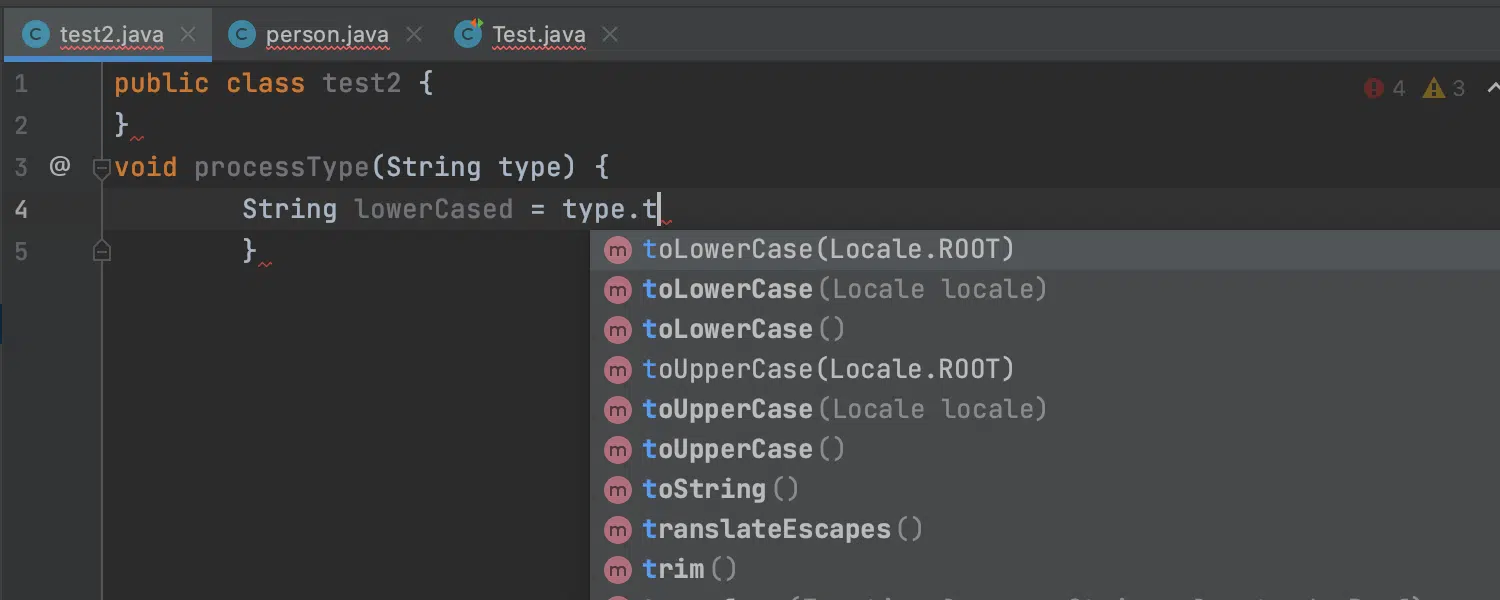 test2.java person.java Test.java
1 public class test2 {
4 3
2 }
3 @ void processType(String type) {
4 String lowerCased = type.t
5 }
toLowerCase(Locale.ROOT)
toLowerCase(Locale locale)
toLowerCase()
toUpperCase(Locale.ROOT)
toUpperCase(Locale locale)
toUpperCase()
toString()
translateEscapes()
trim()